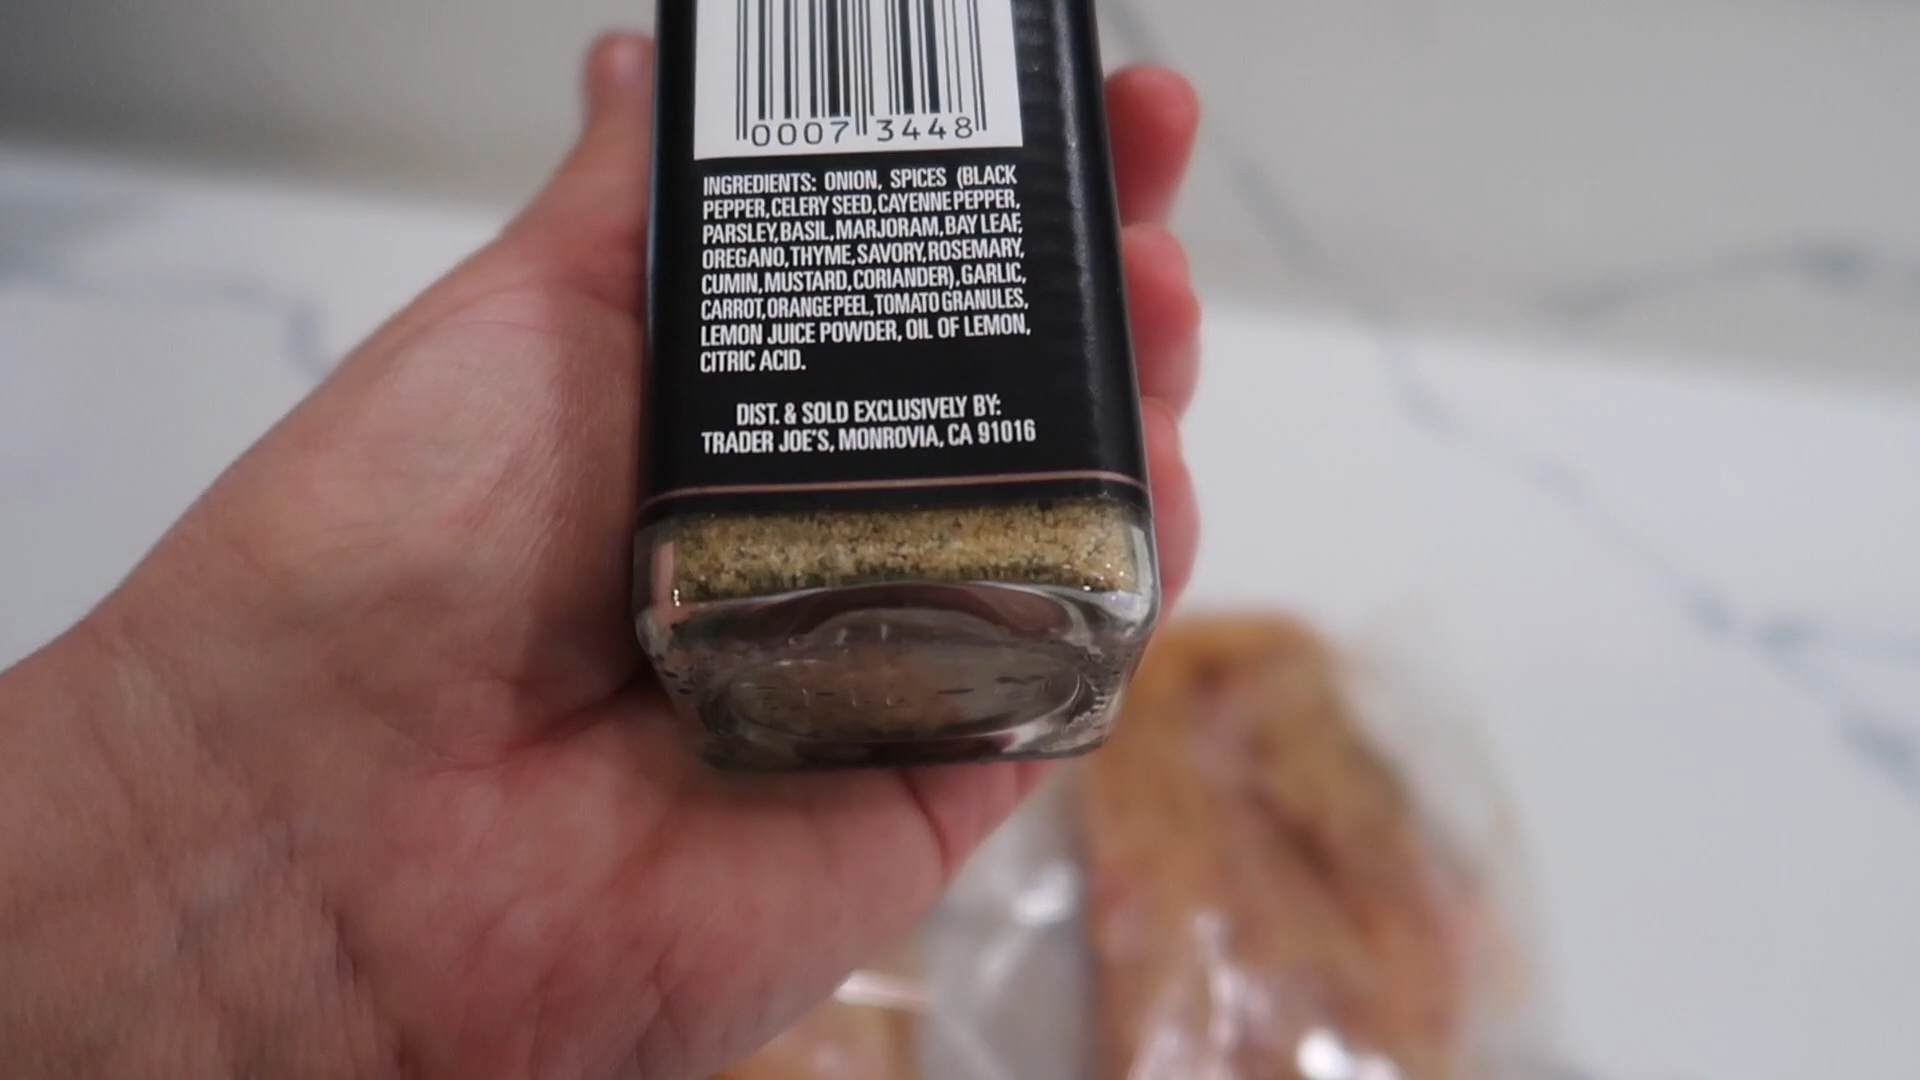 0007 3448
INGREDIENTS: ONION, SPICES (BLACK
PEPPER, CELERY SEED, CAYENNE PEPPER,
PARSLEY, BASIL, MARJORAM, BAY LEAF,
OREGANO, THYME, SAVORY, ROSEMARY,
CUMIN, MUSTARD, CORIANDER), GARLIC,
CARROT, ORANGE PEEL, TOMATO GRANULES,
LEMON JUICE POWDER, OIL OF LEMON,
CITRIC ACID.
DIST. & SOLD EXCLUSIVELY BY:
TRADER JOE'S, MONROVIA, CA 91016